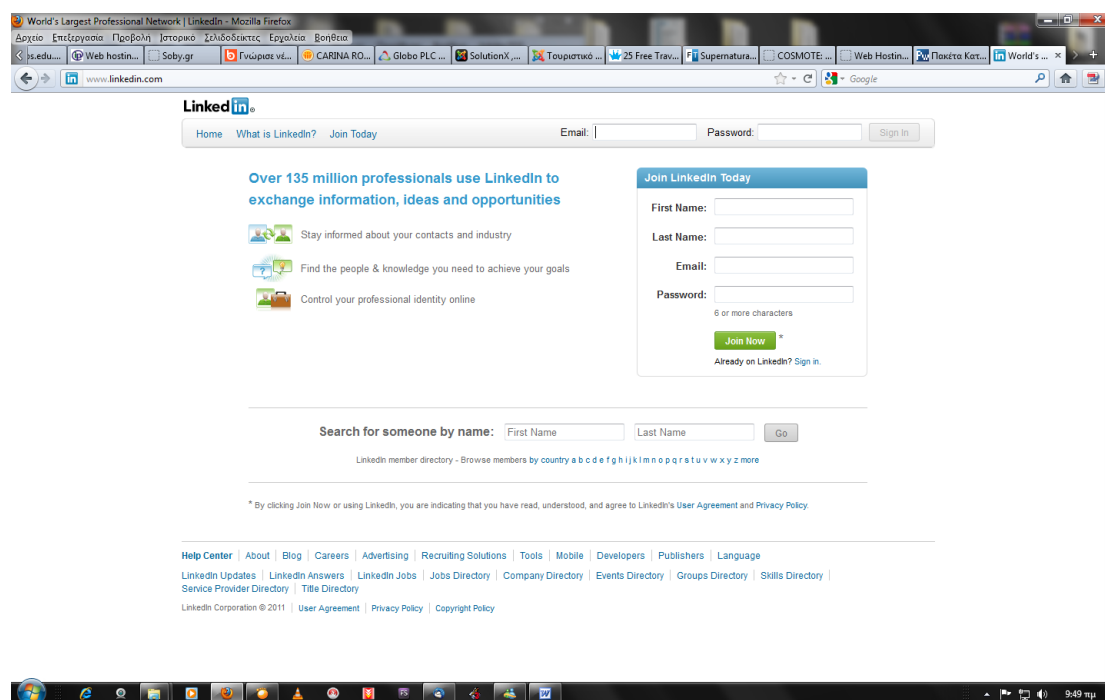 World's Largest Professional Network | LinkedIn - Mozilla Firefox
Αρχείο Επεξεργασία Προβολή Ιστορικό Σελιδοδείκτες Εργαλεία Βοήθεια
ps.edu.... Web hostin... Soby.gr Γνώρισε νέ... CARINA RO... Globo PLC ... SolutionX ,... Τουριστικό ... 25 Free Trav... Supernatura... COSMOTE: ... Web Hostin... Πακέτα Κατ... World's ...
www.linkedin.com Google
Linked in ®
Home What is LinkedIn? Join Today Email: Password: Sign In
Over 135 million professionals use LinkedIn to
exchange information, ideas and opportunities
Stay informed about your contacts and industry
Find the people & knowledge you need to achieve your goals
Control your professional identity online
Join LinkedIn Today
First Name:
Last Name:
Email:
Password:
6 or more characters
Join Now *
Already on LinkedIn? Sign in.
Search for someone by name: First Name Last Name Go
LinkedIn member directory - Browse members by country a b c d e f g h i j k l m n o p q r s t u v w x y z more
* By clicking Join Now or using LinkedIn, you are indicating that you have read, understood, and agree to LinkedIn's User Agreement and Privacy Policy.
Help Center | About | Blog | Careers | Advertising | Recruiting Solutions | Tools | Mobile | Developers | Publishers | Language
LinkedIn Updates | LinkedIn Answers | LinkedIn Jobs | Jobs Directory | Company Directory | Events Directory | Groups Directory | Skills Directory |
Service Provider Directory | Title Directory
LinkedIn Corporation © 2011 | User Agreement | Privacy Policy | Copyright Policy
9:49 πμ